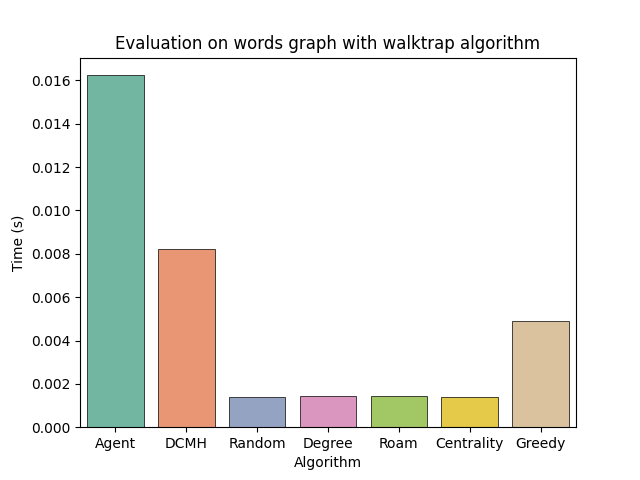 Evaluation on words graph with walktrap algorithm
0.016
0.014
0.012
0.010
0.008
0.006
0.004
0.002
0.000
Time (s)
Agent DCMH Random Degree Roam Centrality Greedy
Algorithm